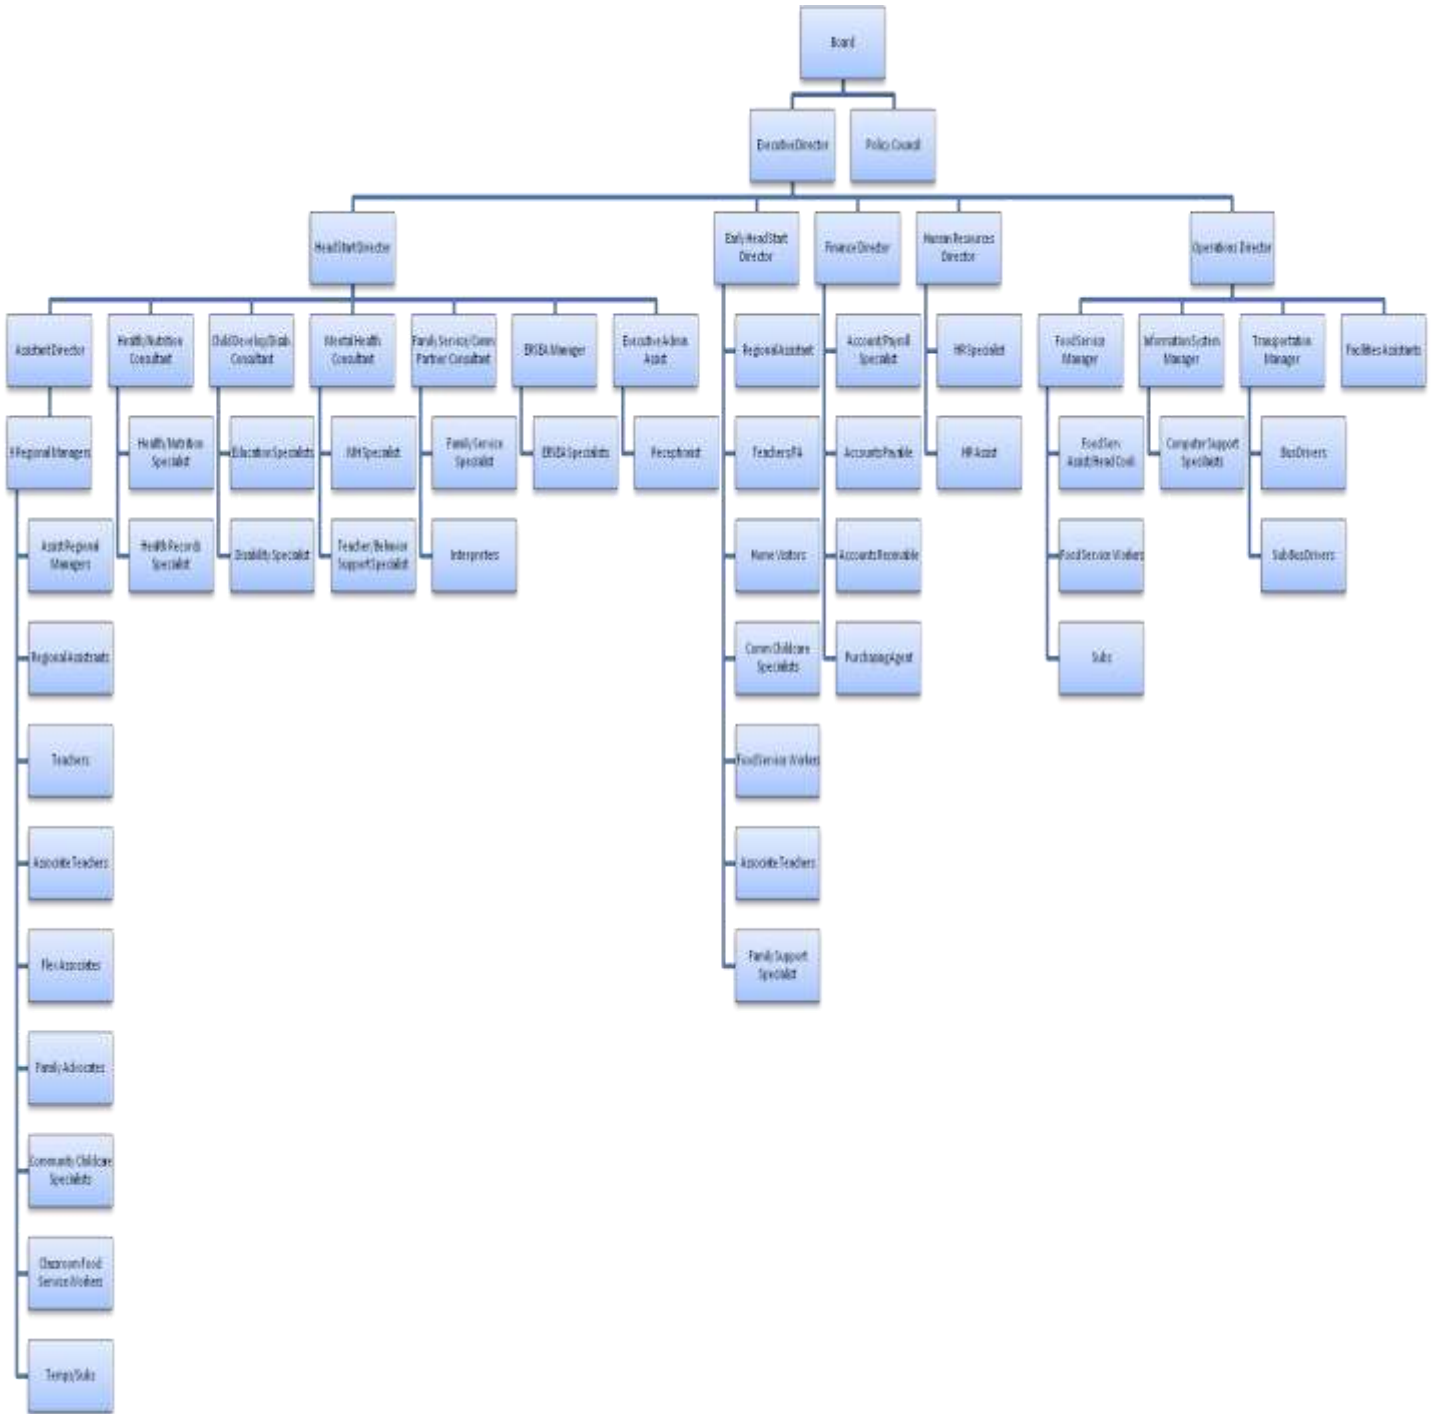 Board
Executive Director
Policy Council
Head Start Director
Early Head Start
Director
Finance Director
Human Resources
Director
Operations Director
Assistant Director
Health/Nutrition
Consultant
Child Develop/Disab.
Consultant
Mental Health
Consultant
Family Service/Comm
Partner Consultant
ERSEA Manager
Executive Admin.
Assist
Regional Assistant
Account/Payroll
Specialist
HR Specialist
Food Service
Manager
Information System
Manager
Transportation
Manager
Facilities Assistants
Regional Managers
Health/Nutrition
Specialist
Education Specialists
MH Specialist
Family Service
Specialist
ERSEA Specialists
Receptionist
Teachers
Accounts Payable
HR Assist
Food Serv.
Assist/Head Cook
Computer Support
Specilaists
Bus Drivers
Assist Regional
Managers
Health Records
Specialist
Disability Specialist
Teacher/Behavior
Support Specialist
Interpreters
Home Visitors
Accounts Receivable
Food Service Workers
Sub Bus Drivers
Regional Assistants
Comm Childcare
Specialists
Purchasing Agent
Subs
Teachers
Food Service Workers
Associate Teachers
Associate Teachers
Flex Associates
Family Support
Specialist
Family Advocates
Community Childcare
Specialists
Classroom Food
Service Workers
Temps/Subs